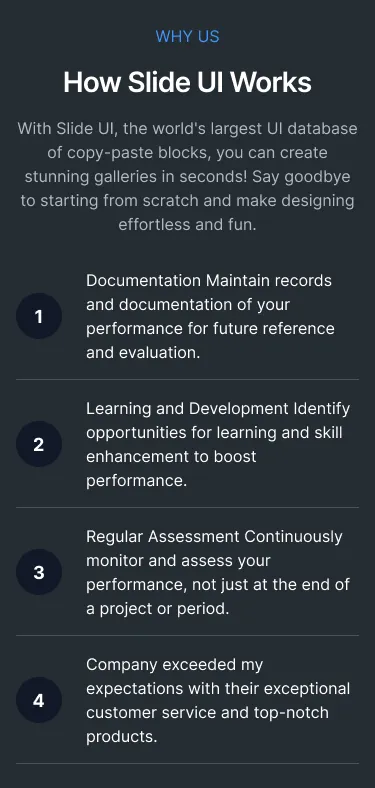 WHY US
How Slide UI Works
With Slide UI, the world's largest UI database
of copy-paste blocks, you can create
stunning galleries in seconds! Say goodbye
to starting from scratch and make designing
effortless and fun.
1
Documentation Maintain records
and documentation of your
performance for future reference
and evaluation.
2
Learning and Development Identify
opportunities for learning and skill
enhancement to boost
performance.
3
Regular Assessment Continuously
monitor and assess your
performance, not just at the end of
a project or period.
4
Company exceeded my
expectations with their exceptional
customer service and top-notch
products.